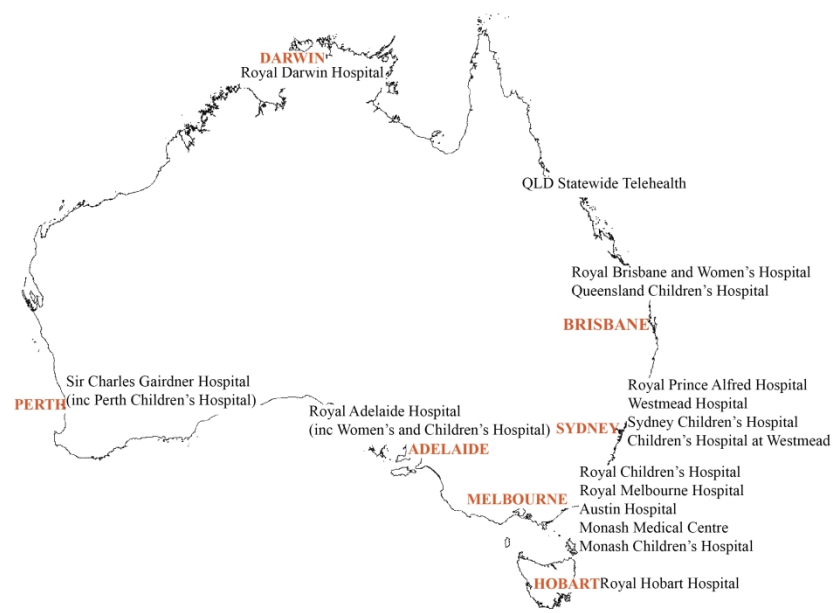 DARWIN
Royal Darwin Hospital
QLD Statewide Telehealth
Royal Brisbane and Women's Hospital
Queensland Children's Hospital
BRISBANE
Sir Charles Gairdner Hospital
PERTH (inc Perth Children's Hospital)
Royal Prince Alfred Hospital
Westmead Hospital
SYDNEY Sydney Children's Hospital
Children's Hospital at Westmead
Royal Adelaide Hospital
(inc Women's and Children's Hospital)
ADELAIDE
Royal Children's Hospital
MELBOURNE Royal Melbourne Hospital
Austin Hospital
Monash Medical Centre
Monash Children's Hospital
HOBART Royal Hobart Hospital